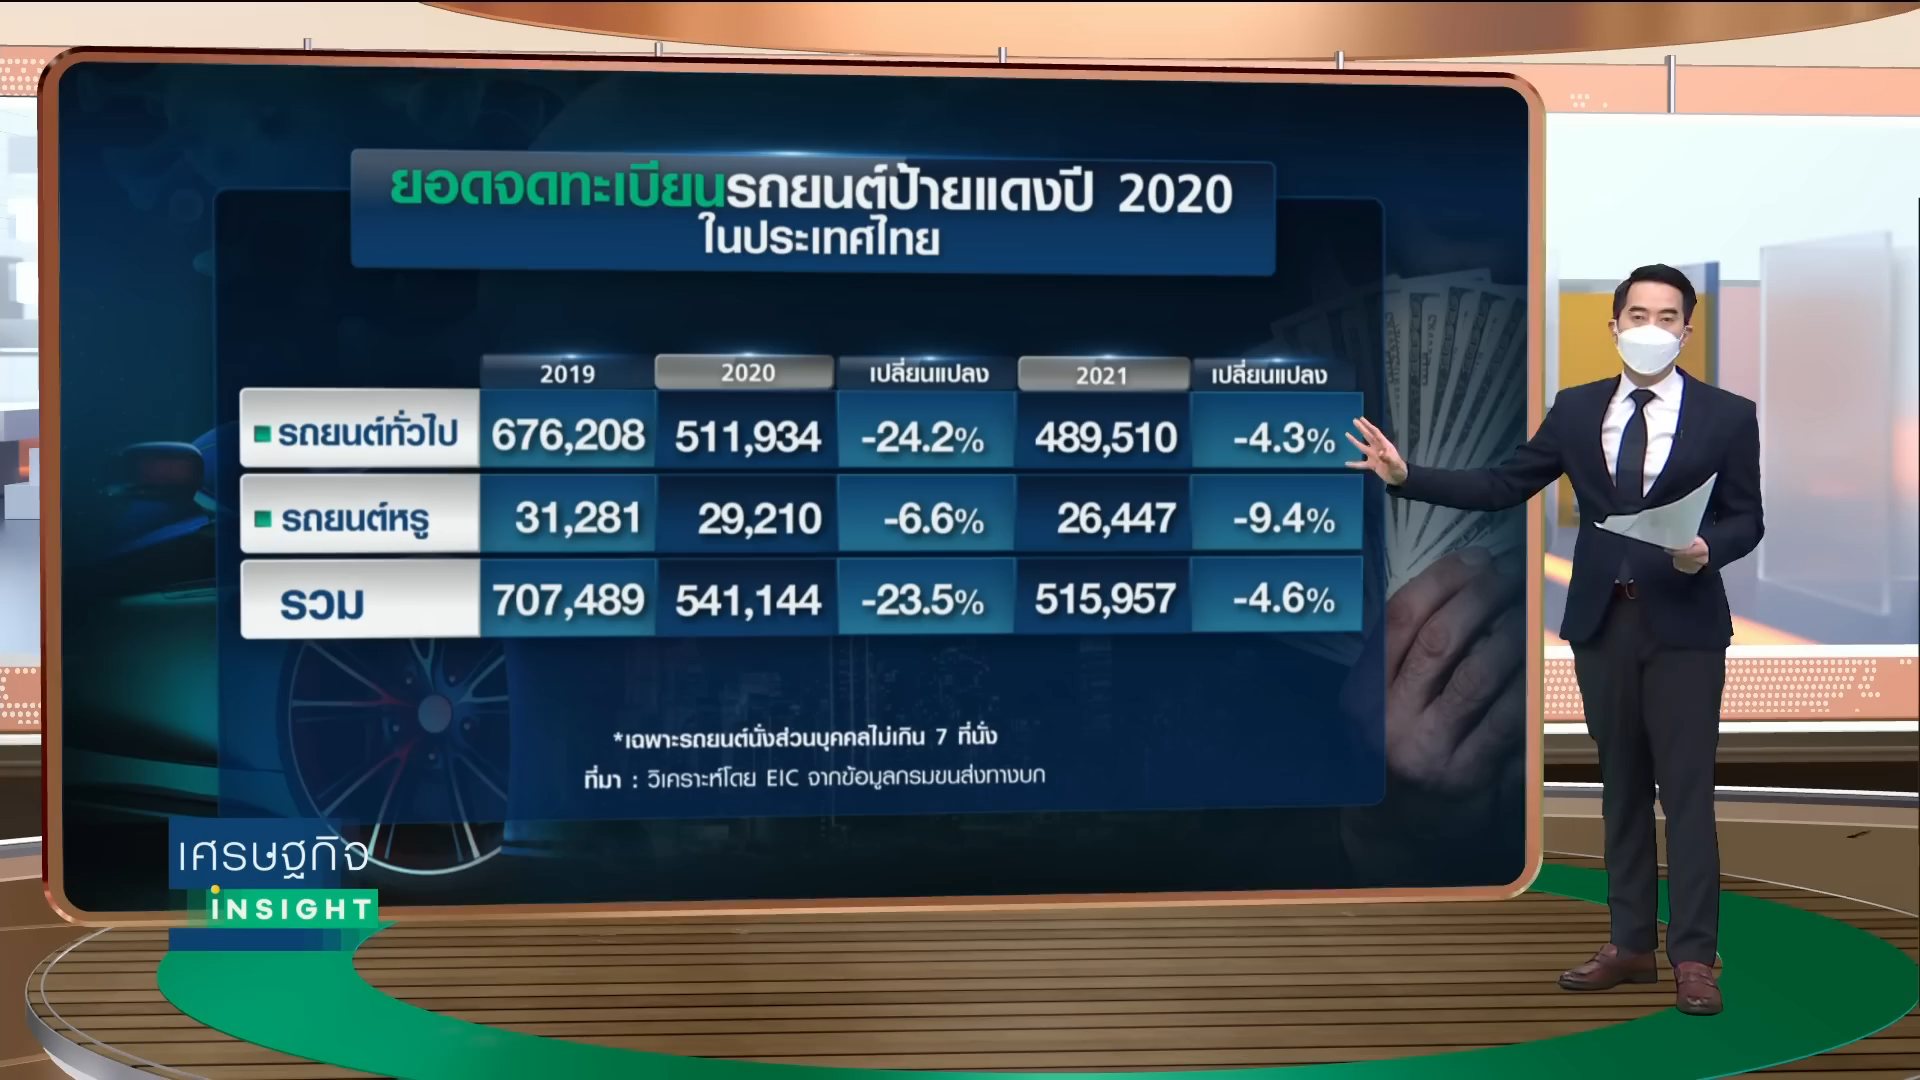 ยอดจดทะเบียนรถยนต์ป้ายแดงปี 2020
ในประเทศไทย
2019 2020 เปลี่ยนแปลง 2021 เปลี่ยนแปลง
รถยนต์ทั่วไป 676,208 511,934 -24.2% 489,510 -4.3%
รถยนต์หรู 31,281 29,210 -6.6% 26,447 -9.4%
รวม 707,489 541,144 -23.5% 515,957 -4.6%
*เฉพาะรถยนต์นั่งส่วนบุคคลไม่เกิน 7 ที่นั่ง
ที่มา : วิเคราะห์โดย EIC จากข้อมูลกรมขนส่งทางบก
เศรษฐกิจ
INSIGHT